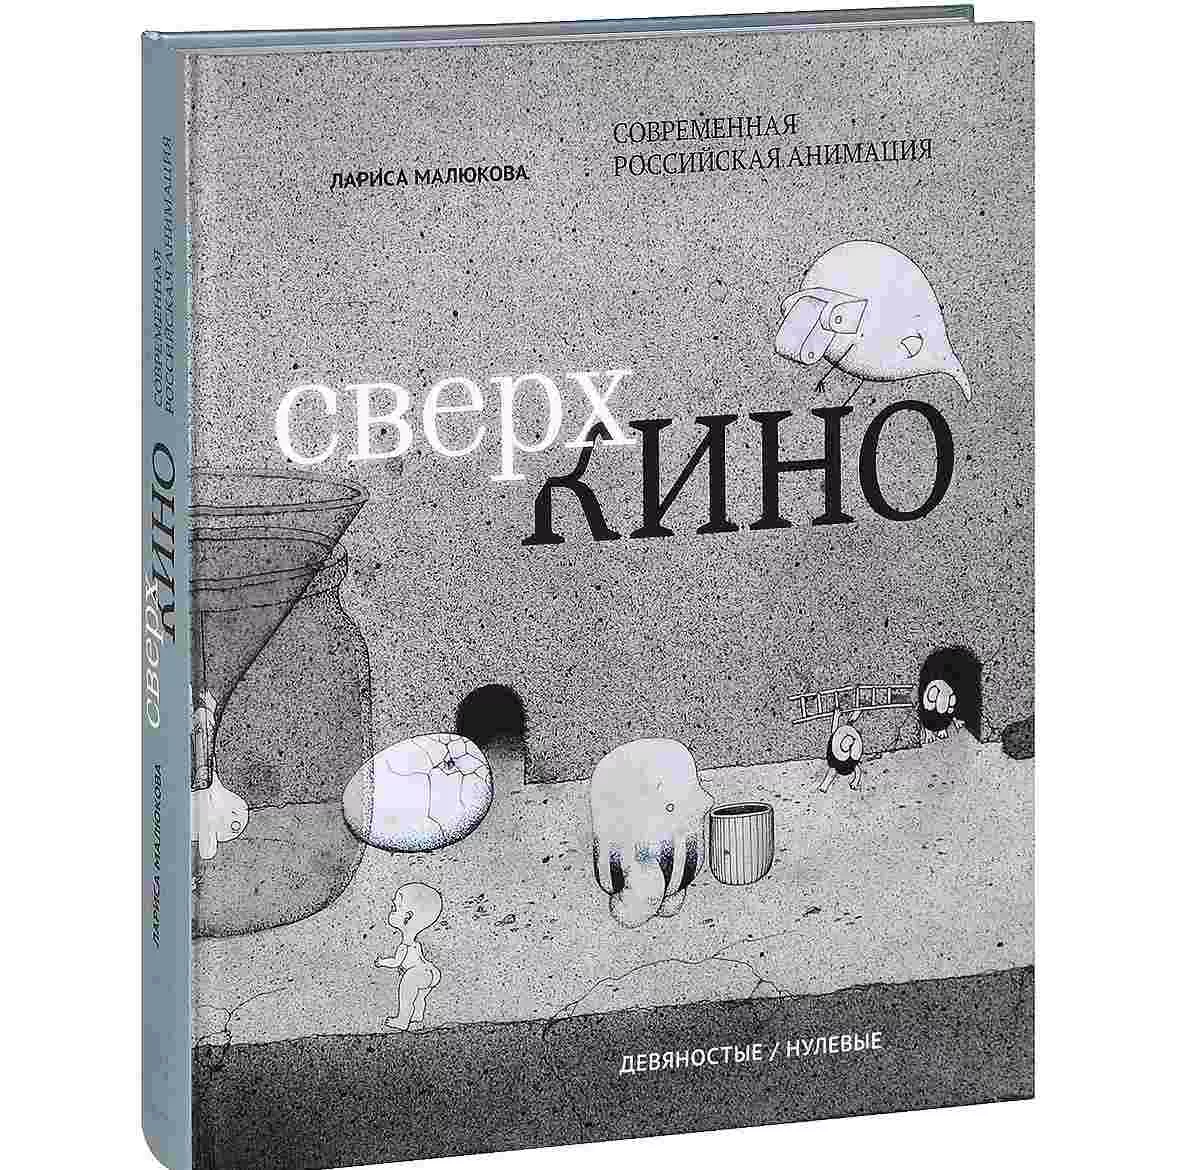 ЛАРИСА МАЛЮКОВА
СОВРЕМЕННАЯ
РОССИЙСКАЯ АНИМАЦИЯ
сверх
КИНО
ДЕВЯНОСТЫЕ / НУЛЕВЫЕ
СОВРЕМЕННАЯ
РОССИЙСКАЯ АНИМАЦИЯ
сверх
КИНО
ЛАРИСА МАЛЮКОВА